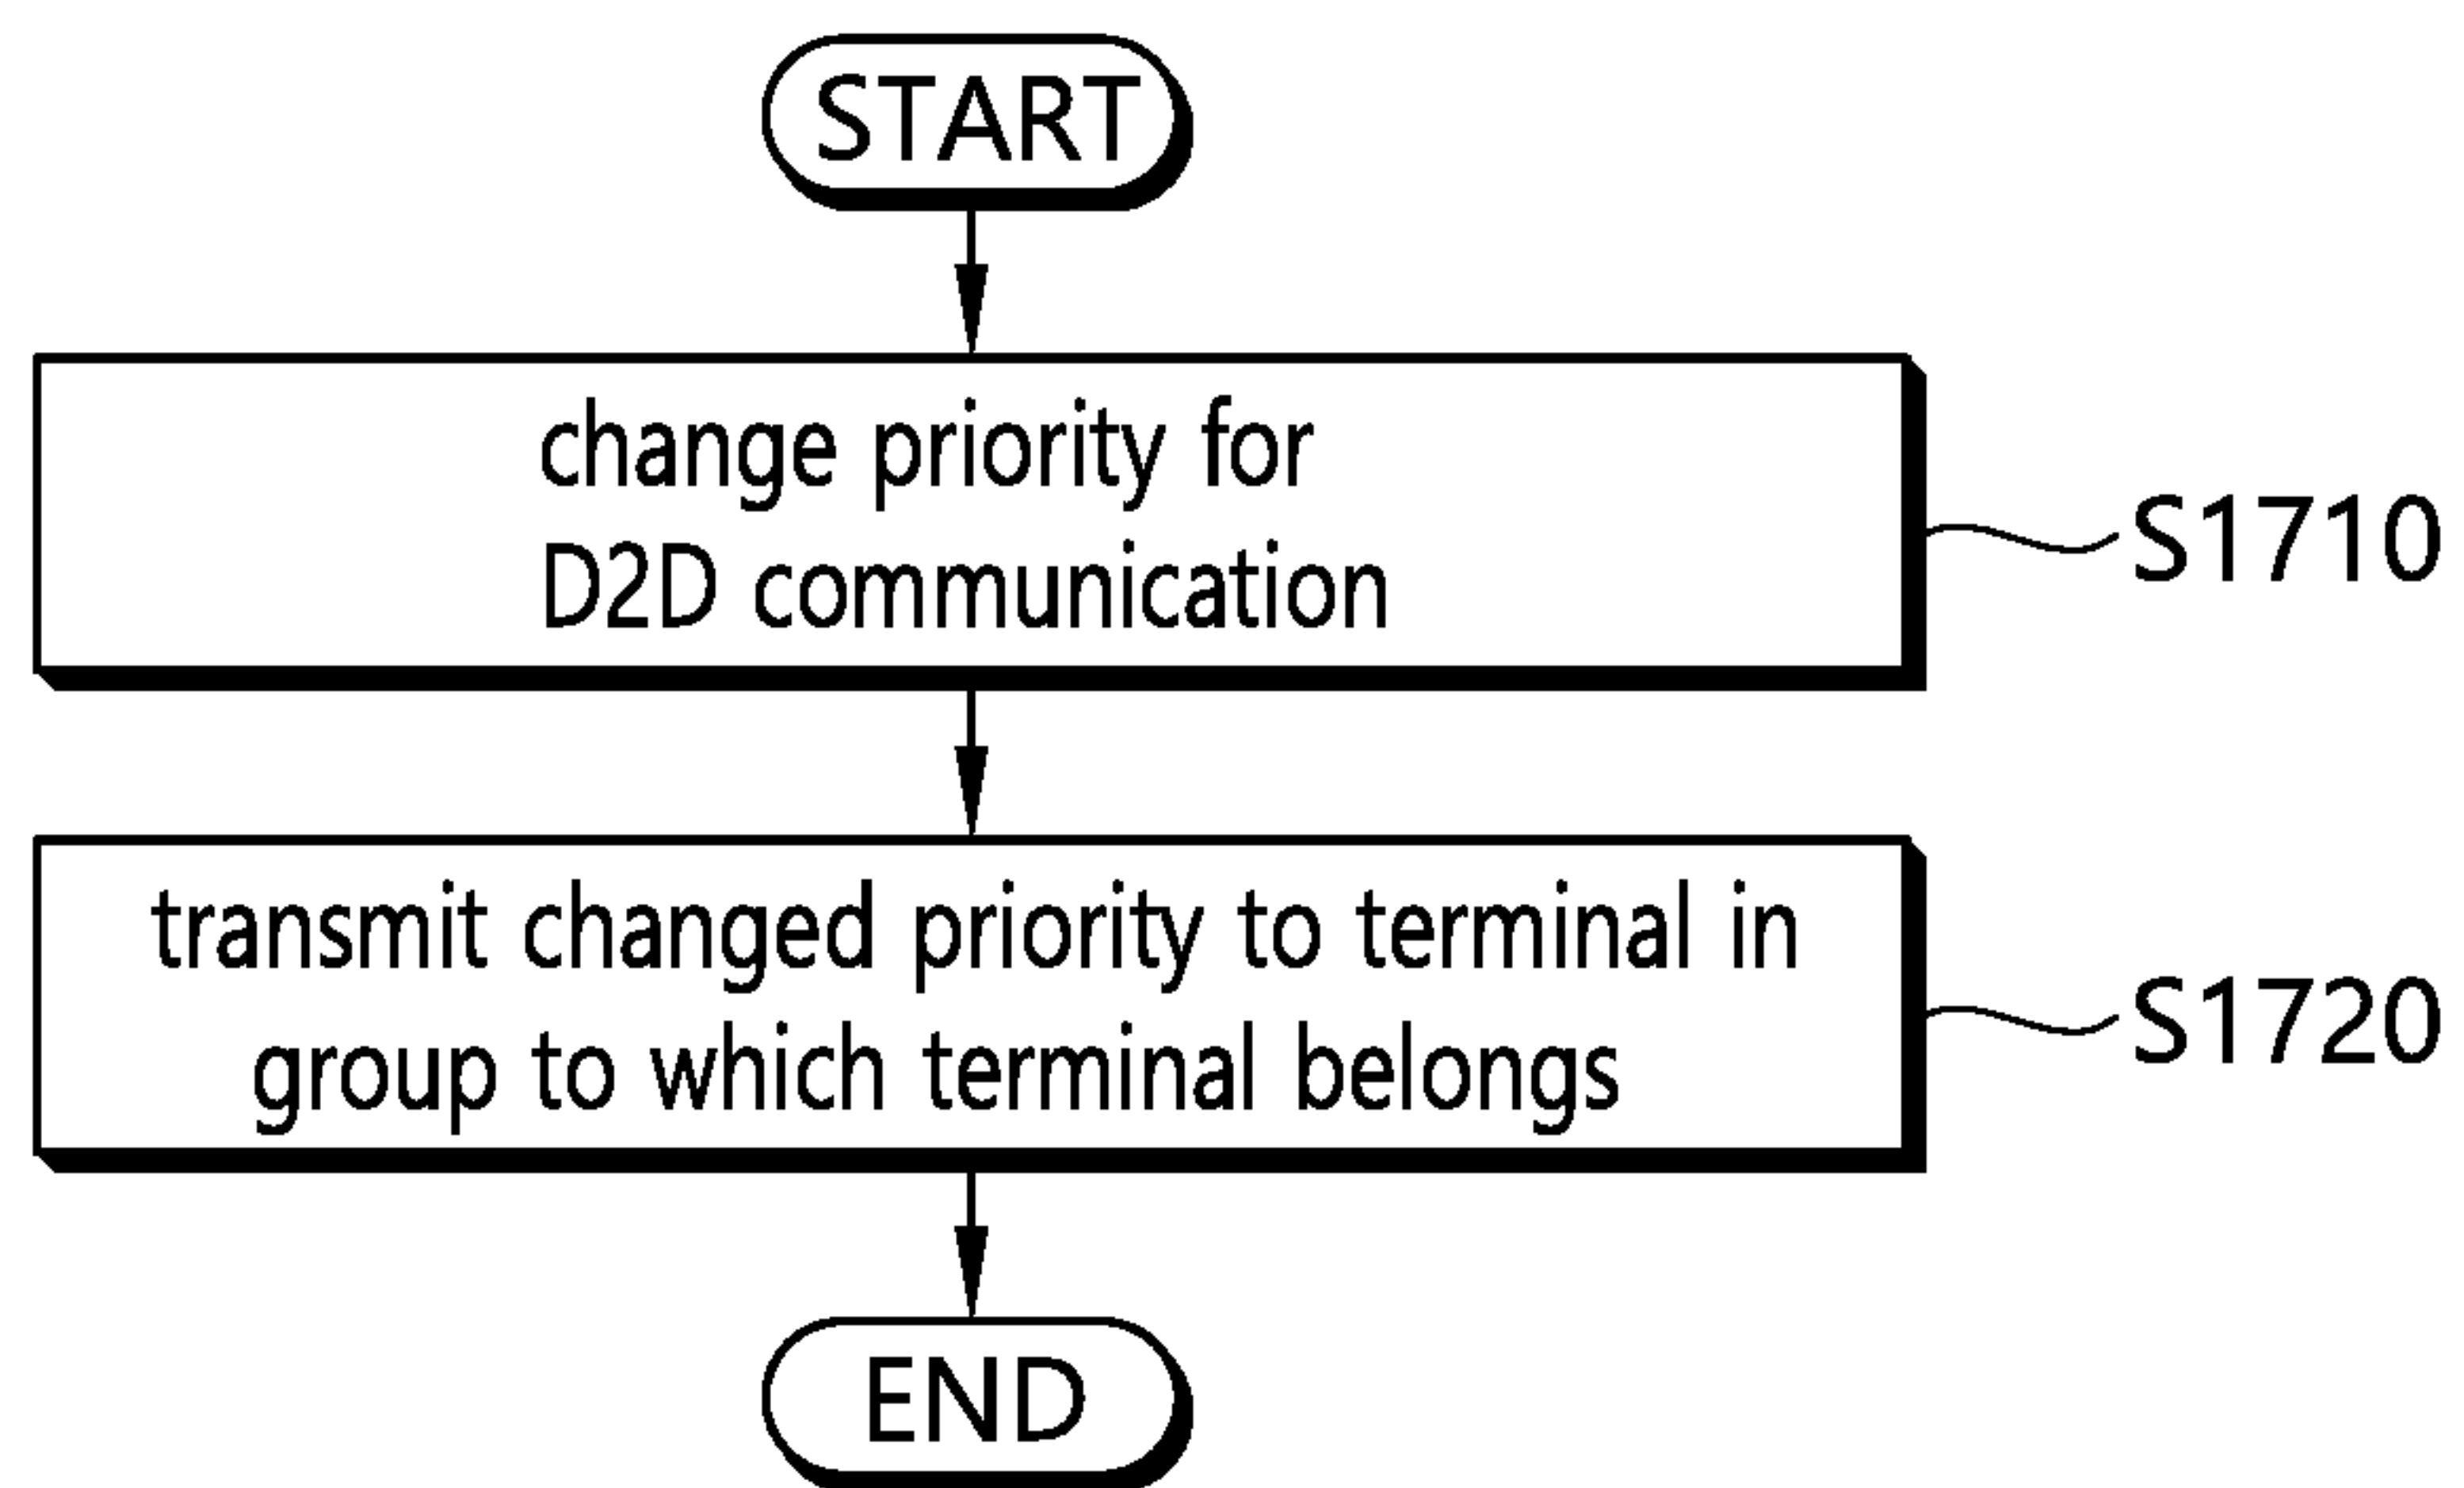 START
change priority for
D2D communication
S1710
transmit changed priority to terminal in
group to which terminal belongs
S1720
END